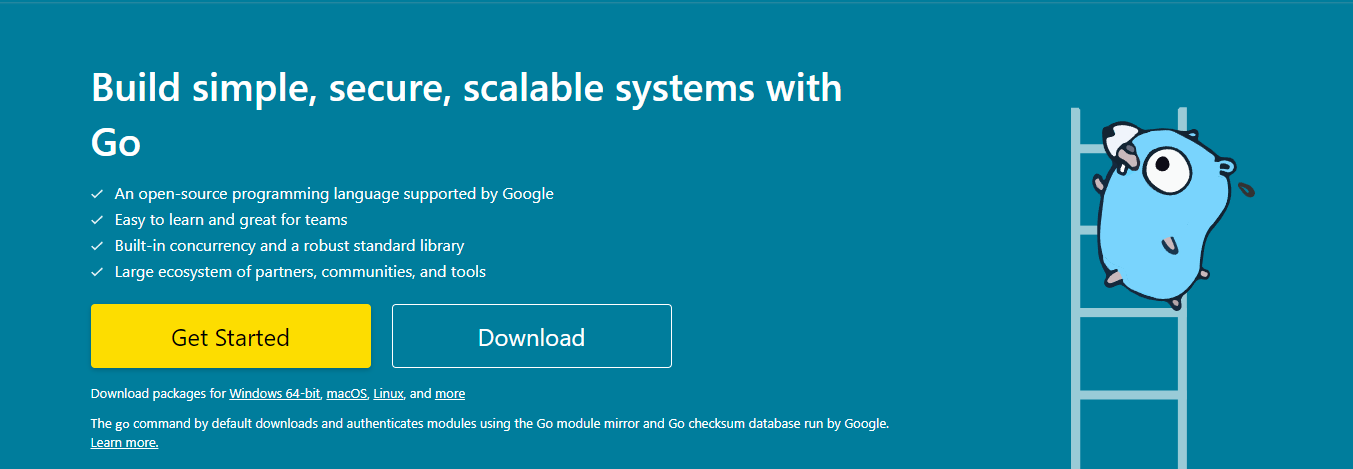 Build simple, secure, scalable systems with
Go
An open-source programming language supported by Google
Easy to learn and great for teams
Built-in concurrency and a robust standard library
Large ecosystem of partners, communities, and tools
Get Started
Download
Download packages for Windows 64-bit, macOS, Linux, and more
The go command by default downloads and authenticates modules using the Go module mirror and Go checksum database run by Google.
Learn more.